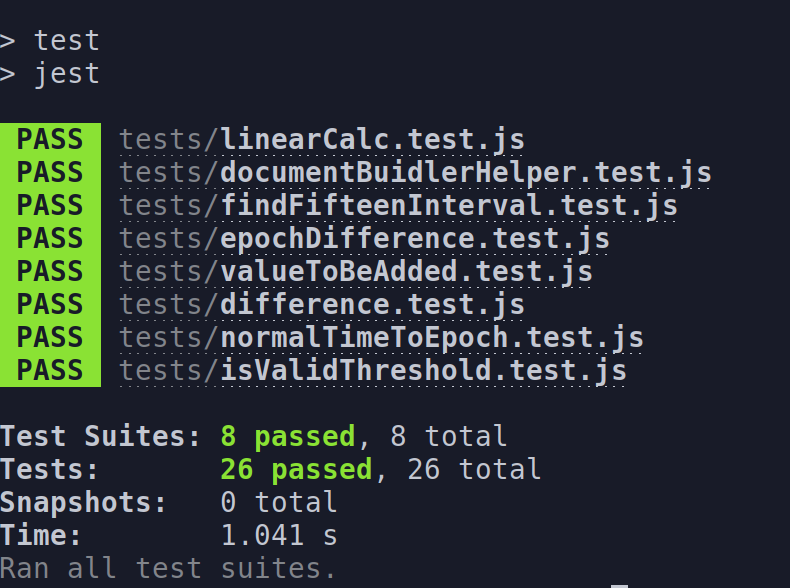 > test
> jest
PASS tests/linearCalc.test.js
PASS tests/documentBuidlerHelper.test.js
PASS tests/findFifteenInterval.test.js
PASS tests/epochDifference.test.js
PASS tests/valueToBeAdded.test.js
PASS tests/difference.test.js
PASS tests/normalTimeToEpoch.test.js
PASS tests/isValidThreshold.test.js
Test Suites: 8 passed, 8 total
Tests: 26 passed, 26 total
Snapshots: 0 total
Time: 1.041 s
Ran all test suites.